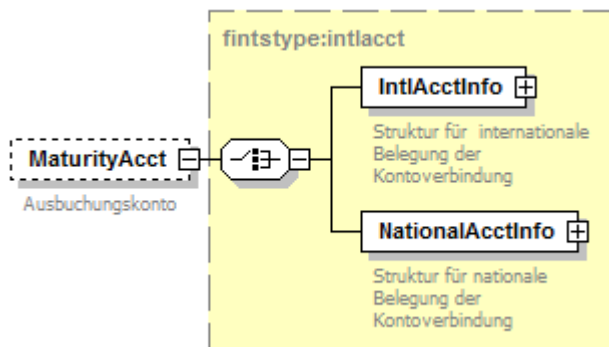 fintstype:intlacct
IntlAcctInfo
Struktur für internationale
Belegung der
Kontoverbindung
MaturityAcct
Ausbuchungskonto
NationalAcctInfo
Struktur für nationale
Belegung der
Kontoverbindung